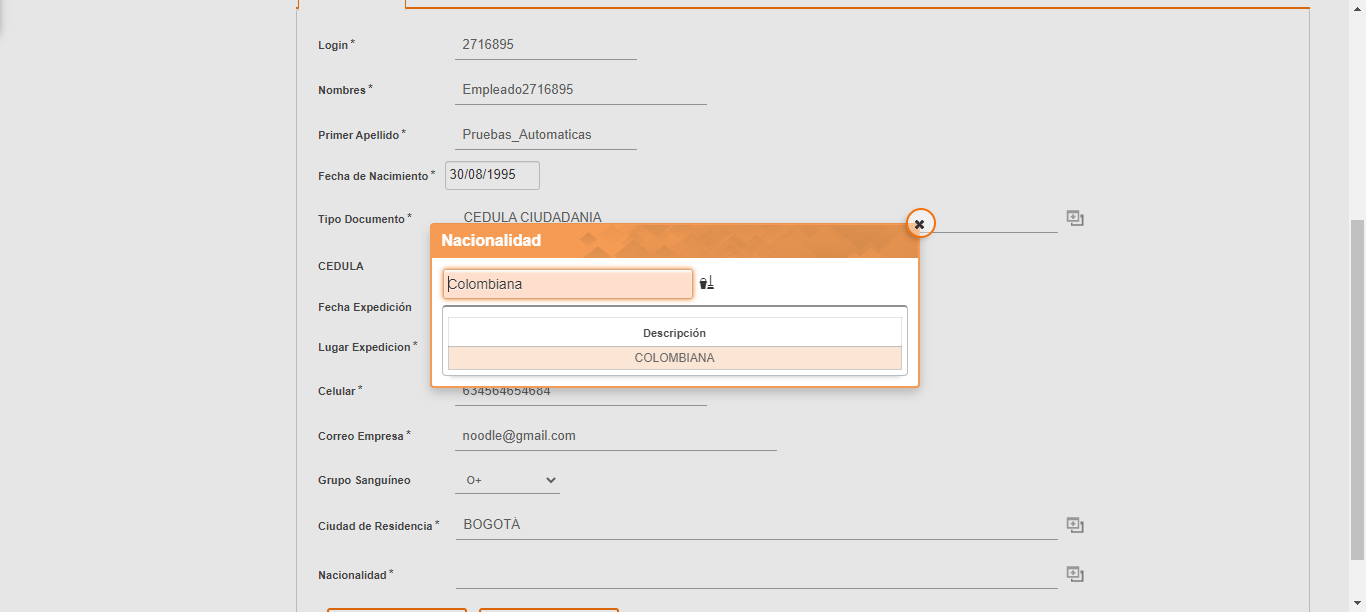 Login * 2716895
Nombres * Empleado2716895
Primer Apellido * Pruebas_Automaticas
Fecha de Nacimiento * 30/08/1995
Tipo Documento * CEDULA CIUDADANIA
Nacionalidad
CEDULA
Colombiana
Fecha Expedición
Descripción
Lugar Expedicion *
COLOMBIANA
Celular * 634564654684
Correo Empresa * noodle@gmail.com
Grupo Sanguíneo O+
Ciudad de Residencia * BOGOTÀ
Nacionalidad *